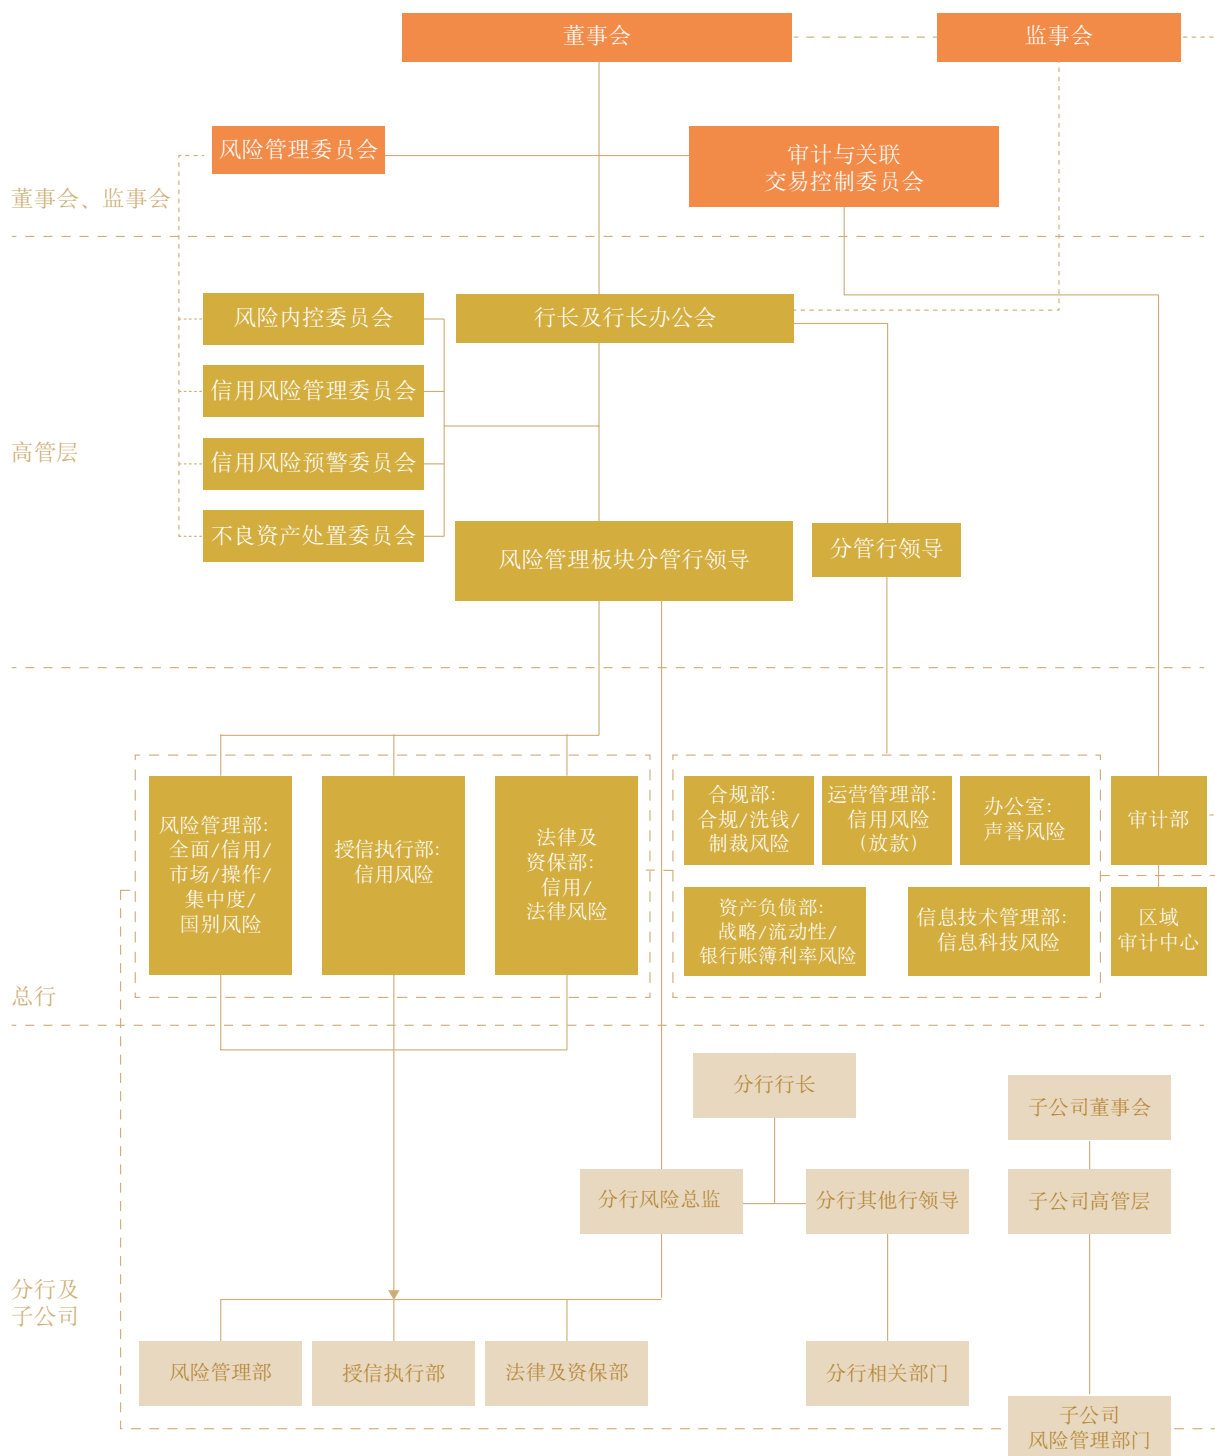 董事会
监事会
风险管理委员会
审计与关联
交易控制委员会
董事会、监事会
风险内控委员会
行长及行长办公会
信用风险管理委员会
高管层
信用风险预警委员会
不良资产处置委员会
风险管理板块分管行领导
分管行领导
风险管理部:
全面/信用/
市场/操作/
集中度/
国别风险
授信执行部:
信用风险
法律及
资保部:
信用/
法律风险
合规部:
合规/洗钱/
制裁风险
运营管理部:
信用风险
（放款）
办公室:
声誉风险
审计部
资产负债部:
战略/流动性/
银行账簿利率风险
信息技术管理部:
信息科技风险
区域
审计中心
总行
分行行长
子公司董事会
分行风险总监
分行其他行领导
子公司高管层
分行及
子公司
风险管理部
授信执行部
法律及资保部
分行相关部门
子公司
风险管理部门